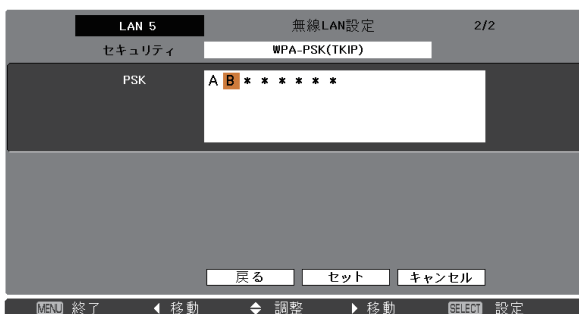 LAN 5 無線LAN設定 2/2
セキュリティ WPA-PSK(TKIP)
PSK A B * * * * * *
戻る セット キャンセル
MENU 終了 ◀ 移動 ◆ 調整 ▶ 移動 SELECT 設定